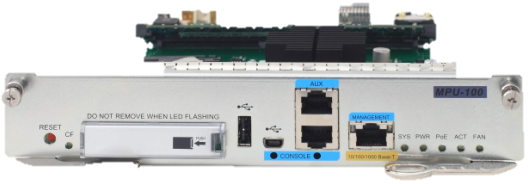 AUX
MPU-100
DO NOT REMOVE WHEN LED FLASHING
MANAGEMENT
RESET
CF
PUSH
SYS PWR PoE ACT FAN
CONSOLE
10/100/1000 Base-T